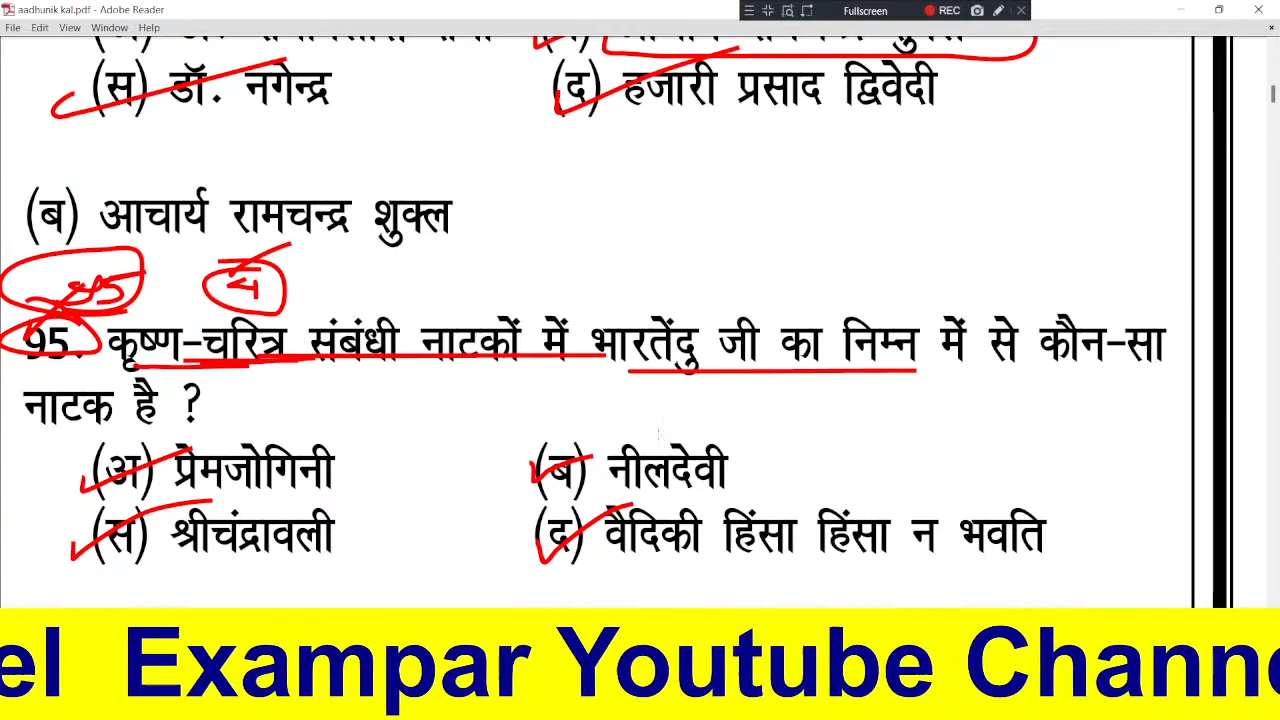 aadhunik kal.pdf - Adobe Reader
Fullscreen REC
File Edit View Window Help
(स) डॉ. नगेन्द्र (द) हजारी प्रसाद द्विवेदी
(ब) आचार्य रामचन्द्र शुक्ल
95. कृष्ण-चरित्र संबंधी नाटकों में भारतेंदु जी का निम्न में से कौन-सा
नाटक है ?
(अ) प्रेमजोगिनी (ब) नीलदेवी
(स) श्रीचंद्रावली (द) वैदिकी हिंसा हिंसा न भवति
el Exampar Youtube Channe